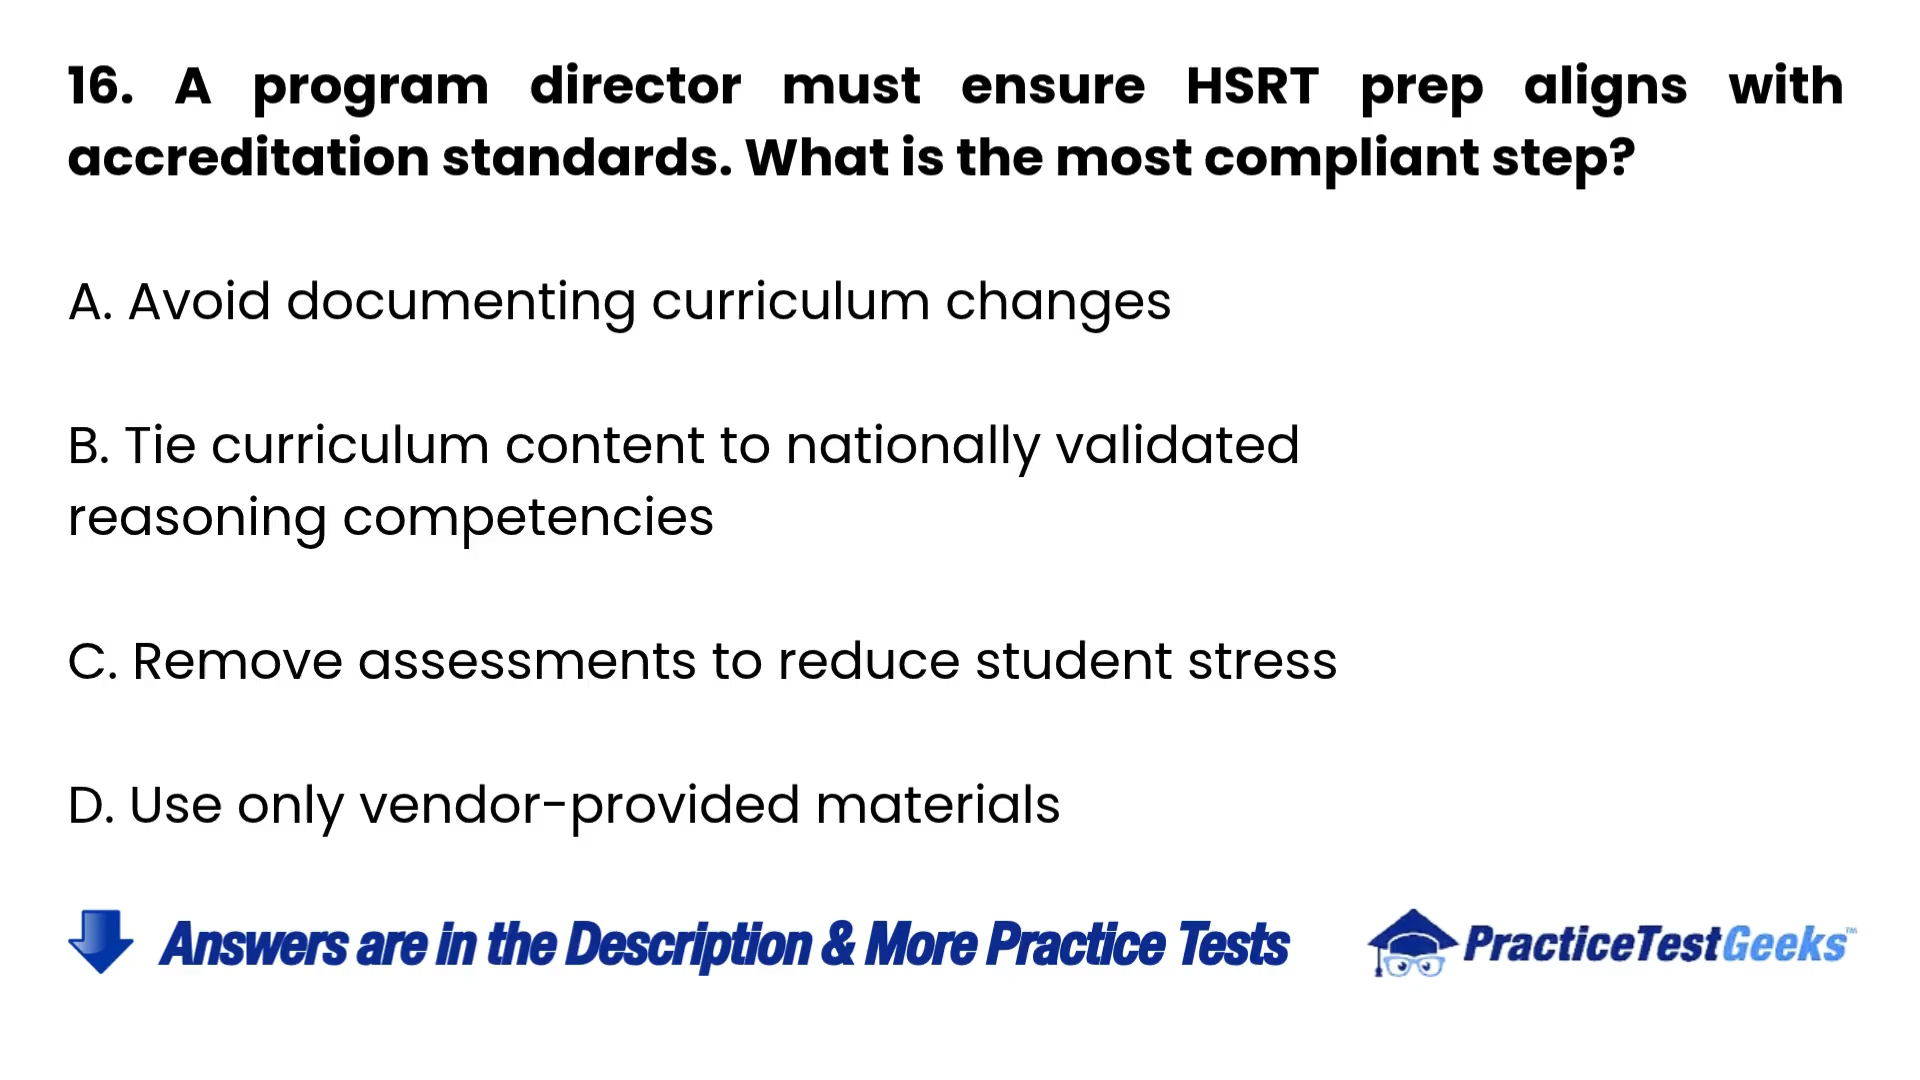 16. A program director must ensure HSRT prep aligns with
accreditation standards. What is the most compliant step?
A. Avoid documenting curriculum changes
B. Tie curriculum content to nationally validated
reasoning competencies
C. Remove assessments to reduce student stress
D. Use only vendor-provided materials
Answers are in the Description & More Practice Tests
PracticeTestGeeks™